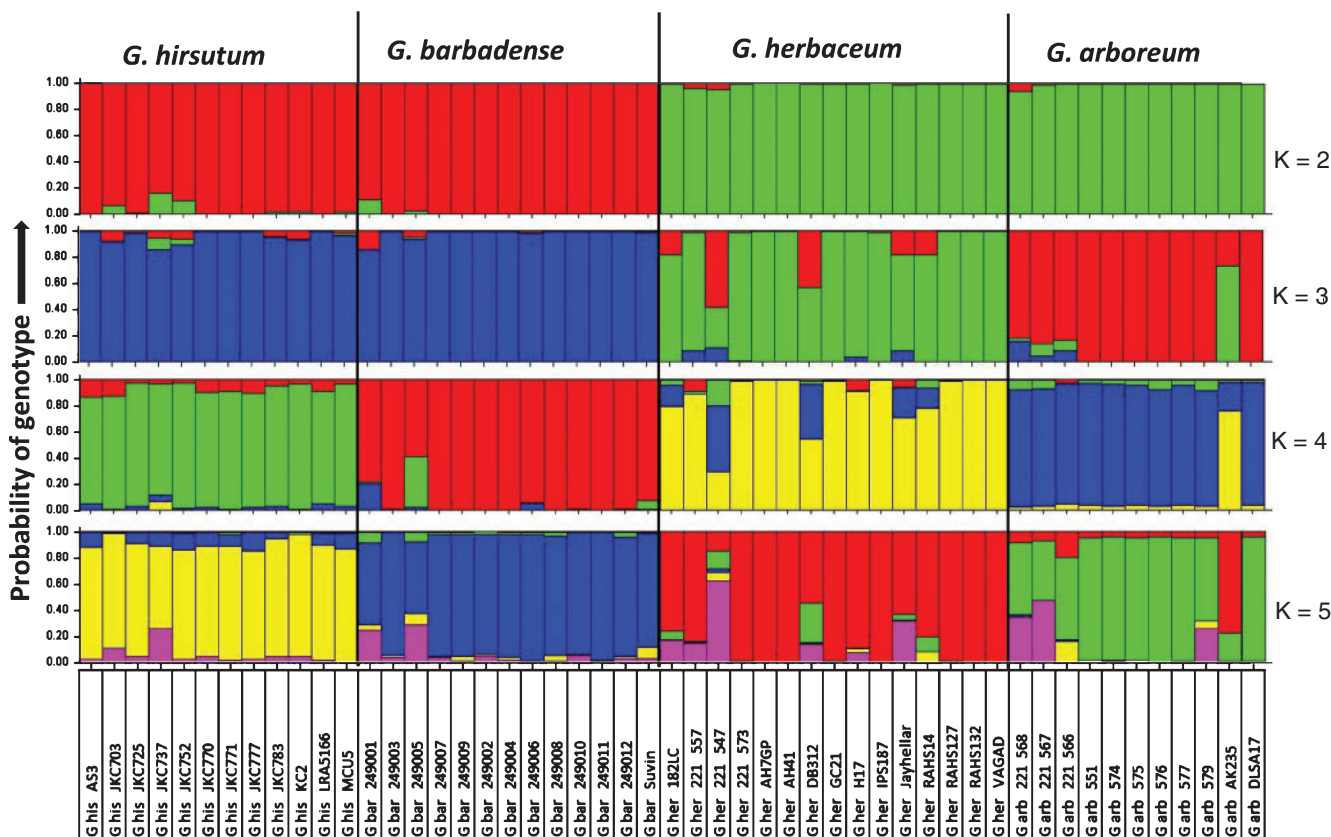 G. hirsutum G. barbadense G. herbaceum G. arboreum
Probability of genotype
1.00
0.80
0.60
0.40
0.20
0.00
K = 2
1.00
0.80
0.60
0.40
0.20
0.00
K = 3
1.00
0.80
0.60
0.40
0.20
0.00
K = 4
1.00
0.80
0.60
0.40
0.20
0.00
K = 5
G his AS3
G his JKC703
G his JKC725
G his JKC737
G his JKC752
G his JKC770
G his JKC771
G his JKC777
G his JKC783
G his KC2
G his LRA5166
G his MCU5
G bar 249001
G bar 249003
G bar 249005
G bar 249007
G bar 249009
G bar 249002
G bar 249004
G bar 249006
G bar 249008
G bar 249010
G bar 249011
G bar 249012
G bar Suvin
G her 182LC
G her 221 557
G her 221 547
G her 221 573
G her AH7GP
G her AH41
G her DB312
G her GC21
G her H17
G her IPS187
G her Jayhellar
G her RAHS14
G her RAHS127
G her RAHS132
G her VAGAD
G arb 221 568
G arb 221 567
G arb 221 566
G arb 551
G arb 574
G arb 575
G arb 576
G arb 577
G arb 579
G arb AK235
G arb DLSA17